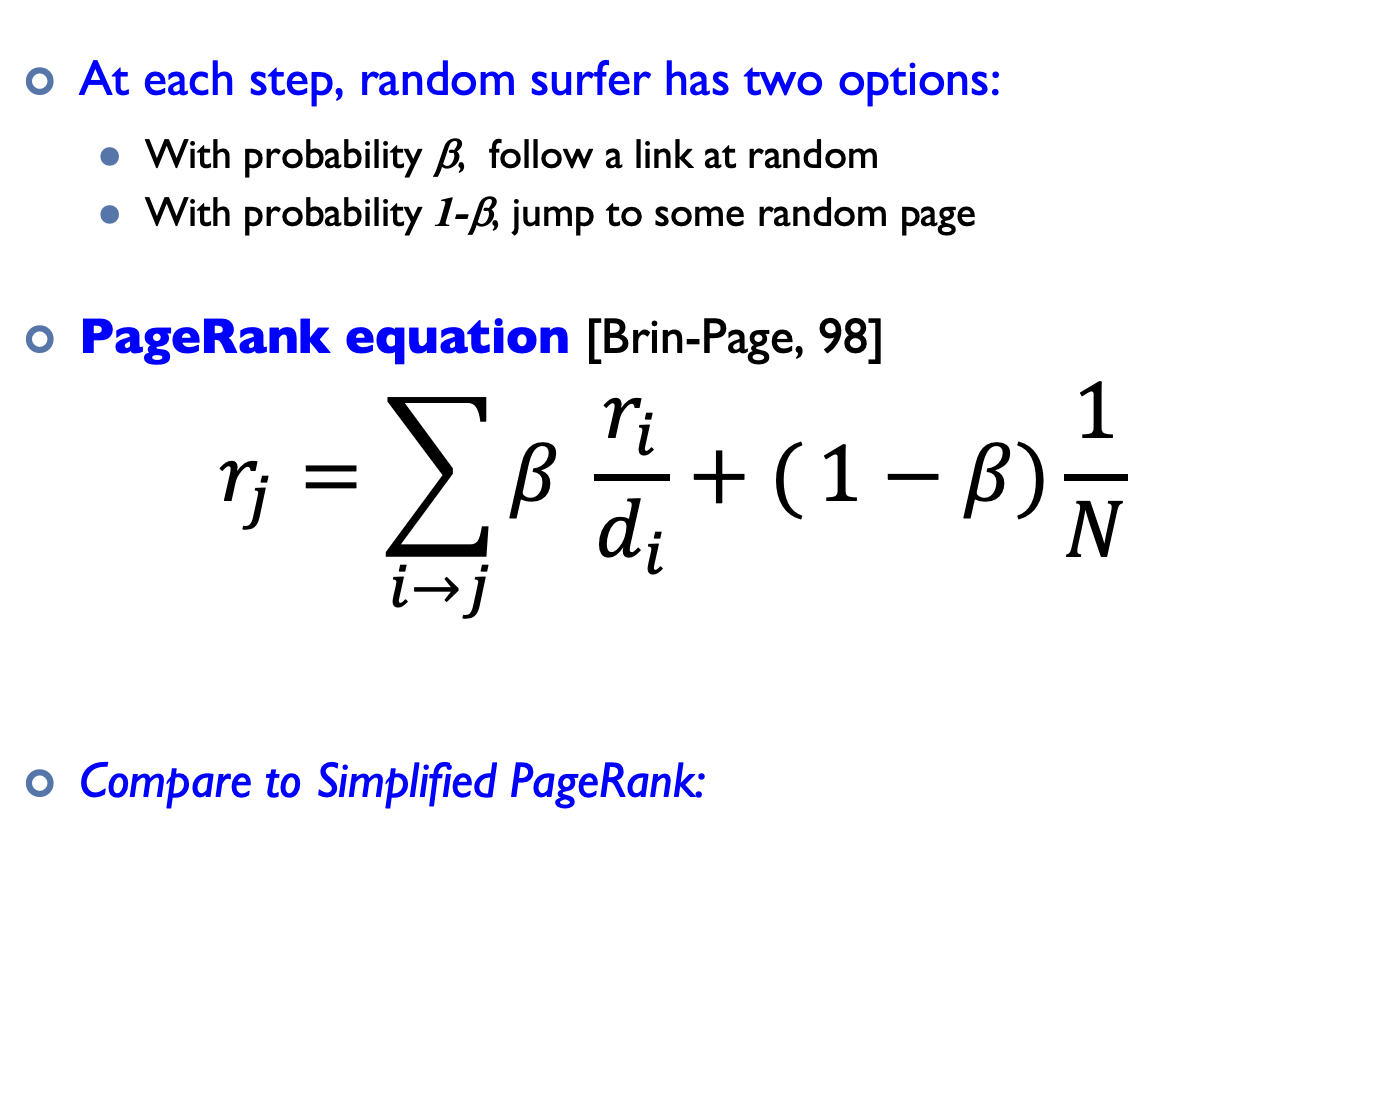 At each step, random surfer has two options:
With probability β, follow a link at random
With probability 1-β, jump to some random page
PageRank equation [Brin-Page, 98]
r_j = ∑_{i→j} β r_i/d_i + (1 − β) 1/N
Compare to Simplified PageRank: